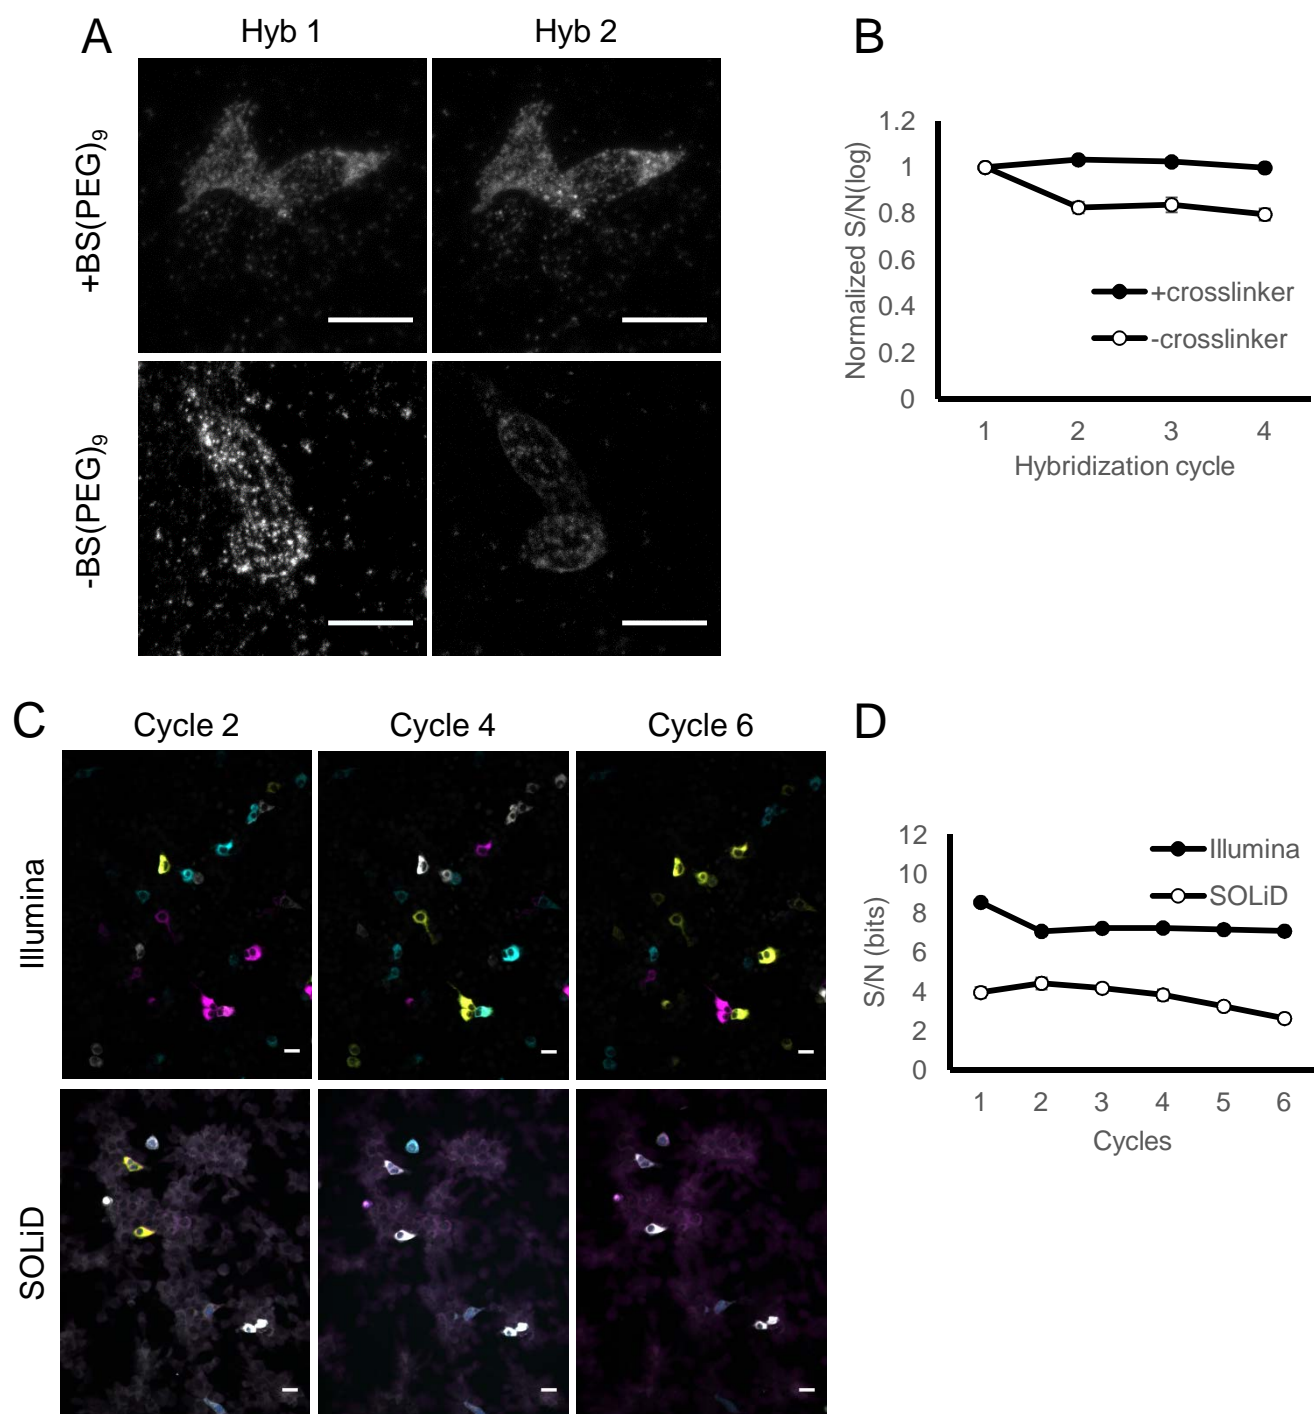 A
Hyb 1
Hyb 2
+BS(PEG)₉
-BS(PEG)₉
B
Normalized S/N(log)
1.2
1
0.8
0.6
0.4
0.2
0
+crosslinker
-crosslinker
1 2 3 4
Hybridization cycle
C
Cycle 2
Cycle 4
Cycle 6
Illumina
SOLiD
D
S/N (bits)
12
10
8
6
4
2
0
Illumina
SOLiD
1 2 3 4 5 6
Cycles